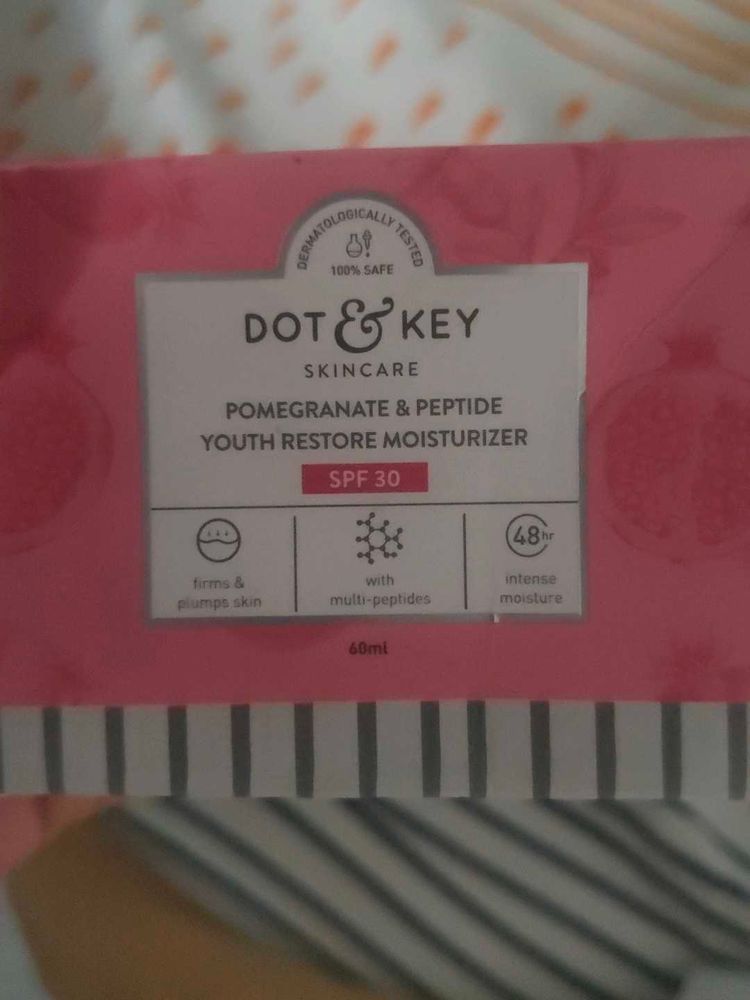 DERMATOLOGICALLY TESTED
100% SAFE
DOT & KEY
SKINCARE
POMEGRANATE & PEPTIDE
YOUTH RESTORE MOISTURIZER
SPF 30
firms &
plumps skin
with
multi-peptides
48hr
intense
moisture
60ml